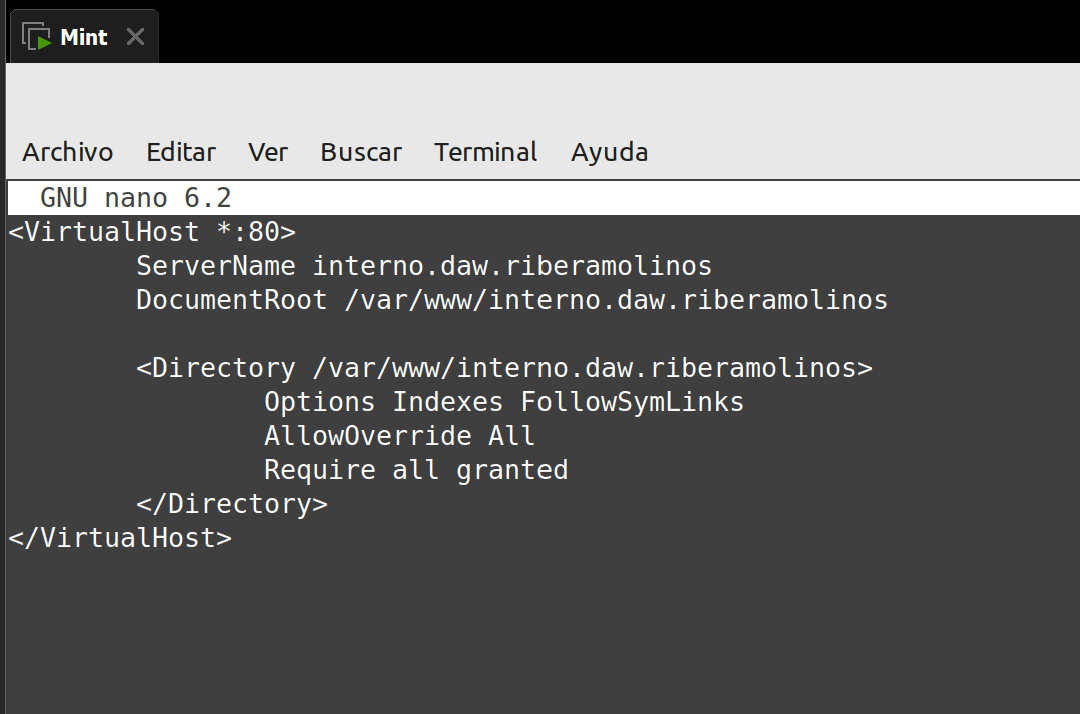 Mint
Archivo Editar Ver Buscar Terminal Ayuda
GNU nano 6.2
<VirtualHost *:80>
ServerName interno.daw.riberamolinos
DocumentRoot /var/www/interno.daw.riberamolinos
<Directory /var/www/interno.daw.riberamolinos>
Options Indexes FollowSymLinks
AllowOverride All
Require all granted
</Directory>
</VirtualHost>